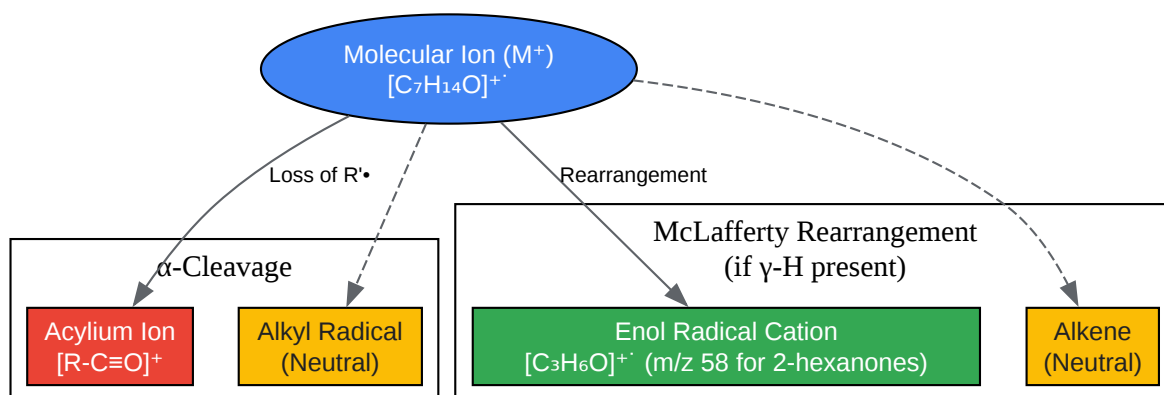 Molecular Ion (M⁺)
[C₇H₁₄O]⁺˙
Loss of R'•
Rearrangement
α-Cleavage
McLafferty Rearrangement
(if γ-H present)
Acylium Ion
[R-C≡O]⁺
Alkyl Radical
(Neutral)
Enol Radical Cation
[C₃H₆O]⁺˙ (m/z 58 for 2-hexanones)
Alkene
(Neutral)